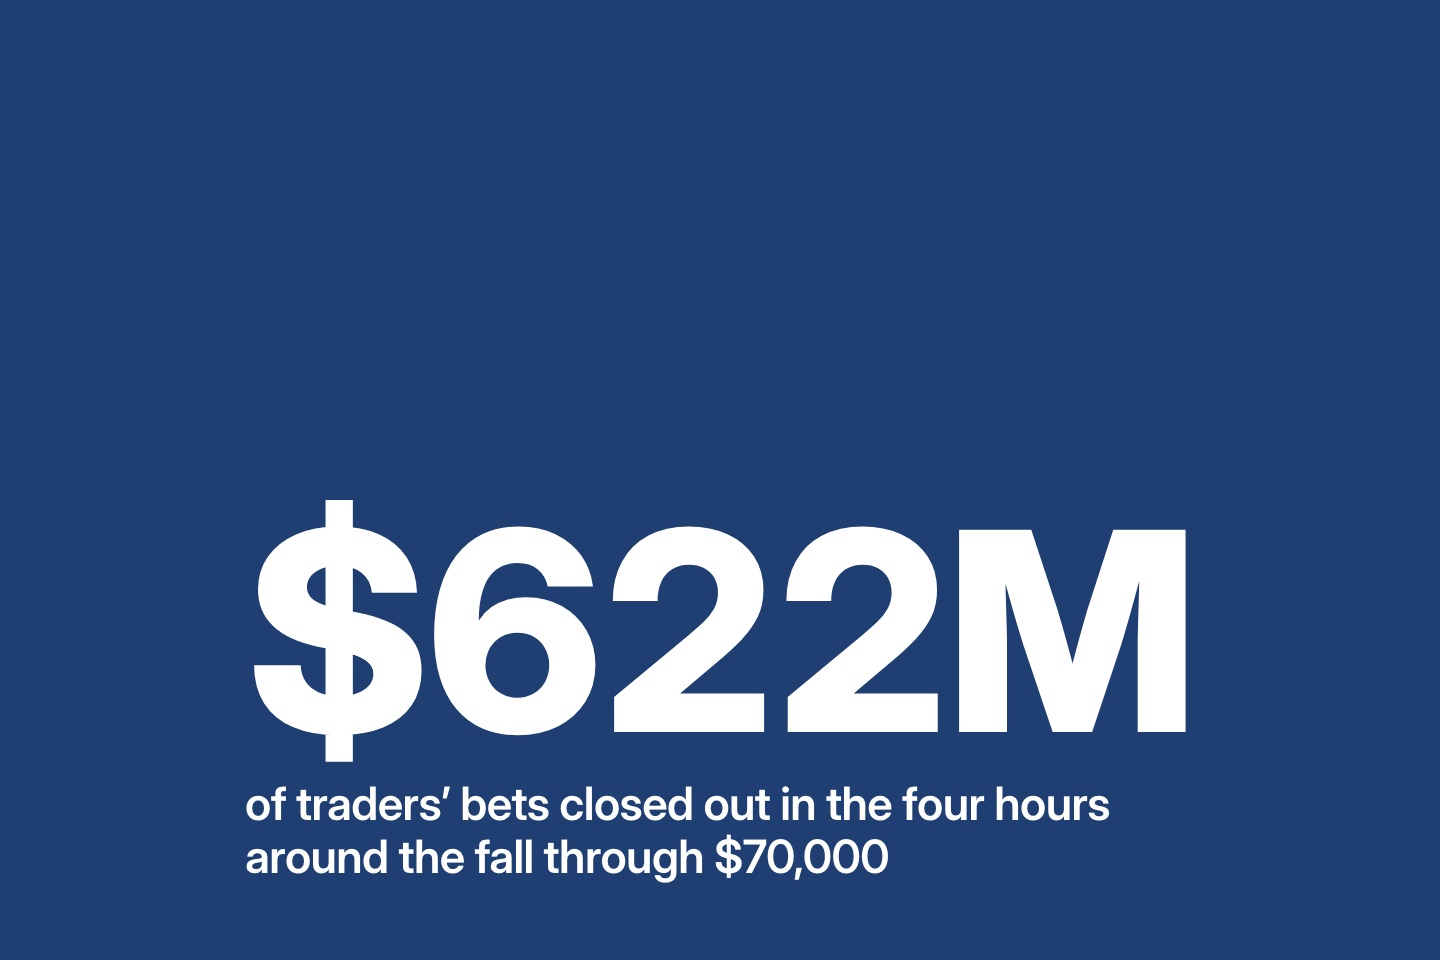 $622M
of traders’ bets closed out in the four hours
around the fall through $70,000